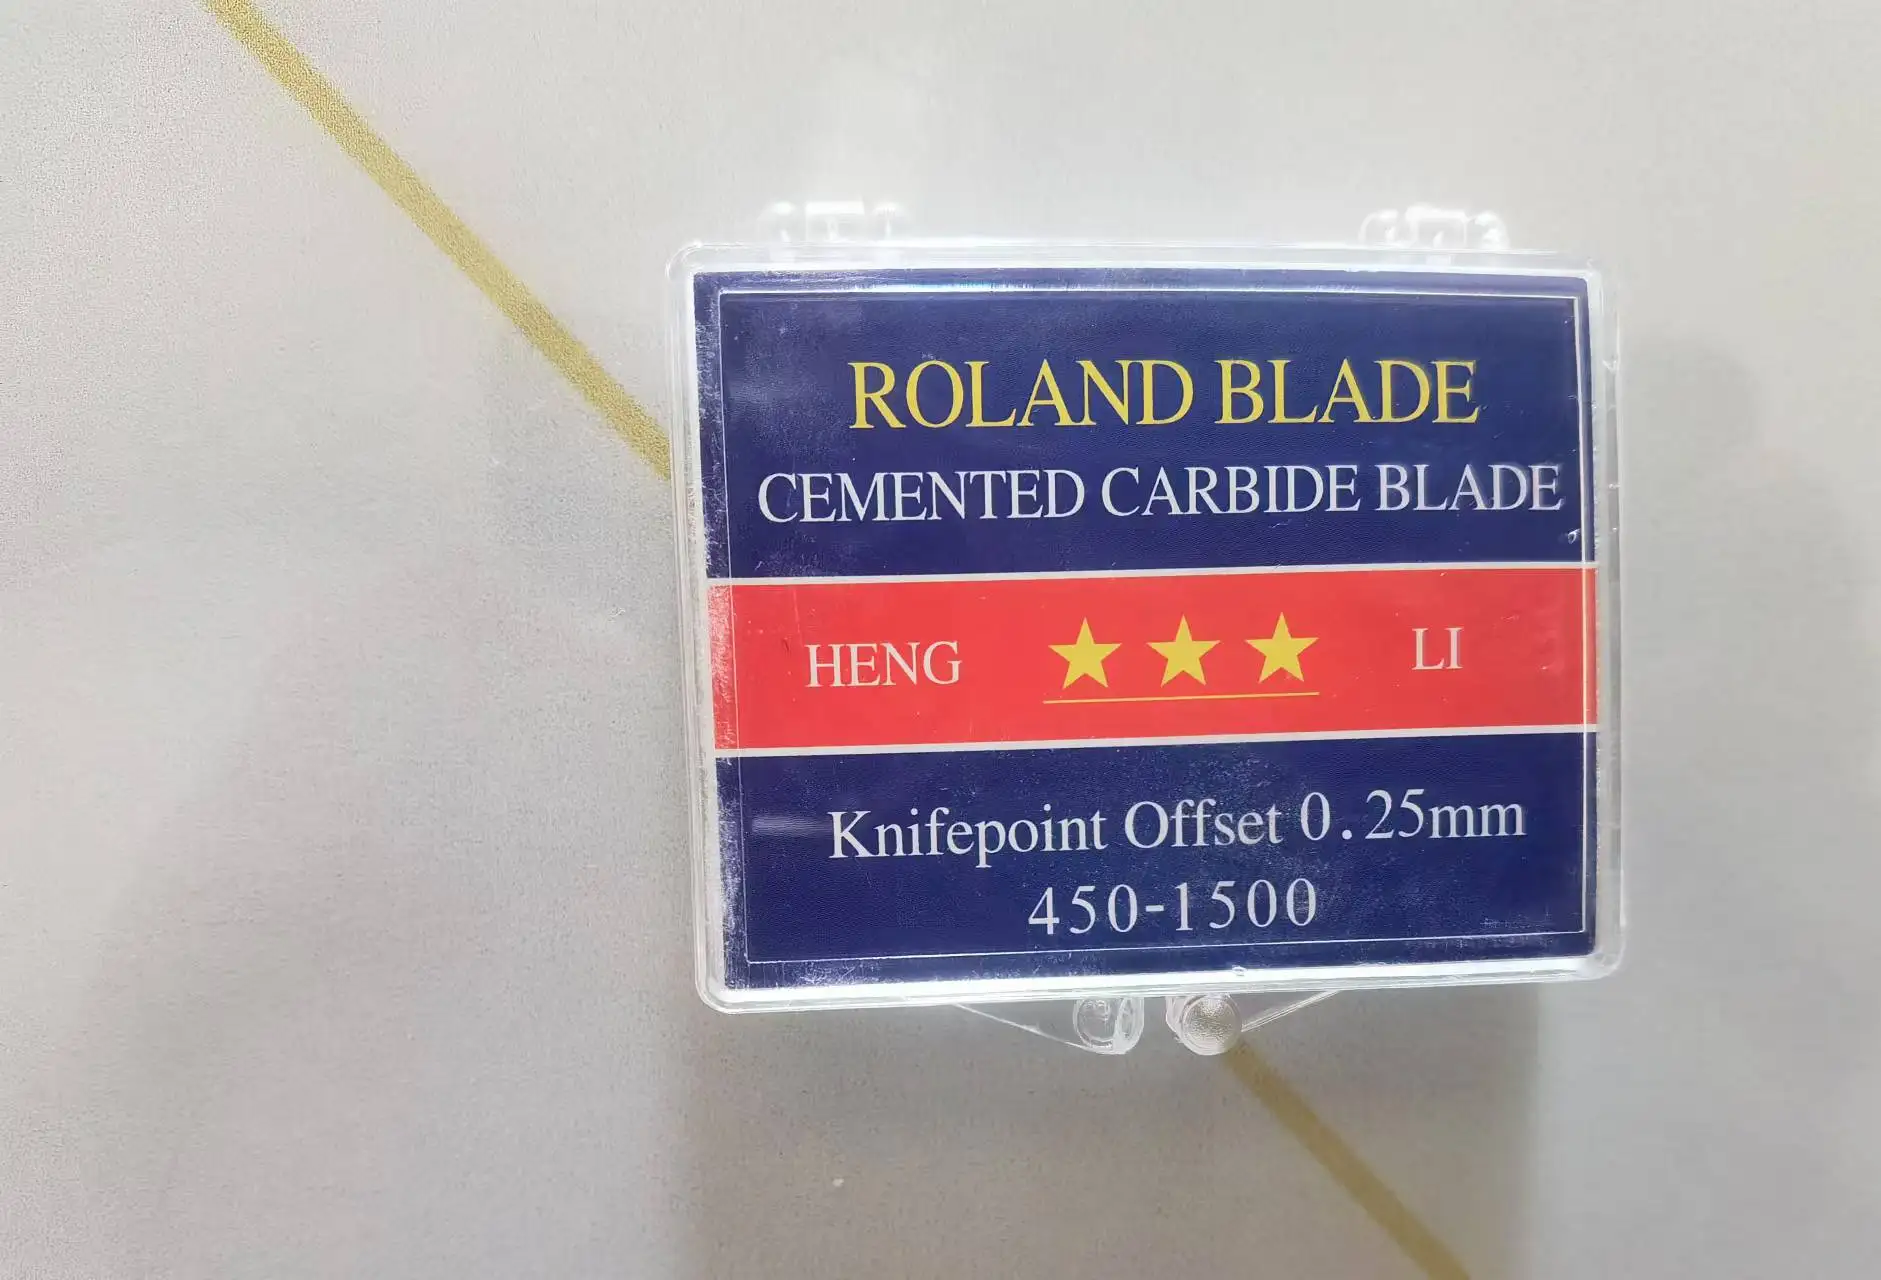 ROLAND BLADE
CEMENTED CARBIDE BLADE
HENG ★★★ LI
Knifepoint Offset 0.25mm
450-1500